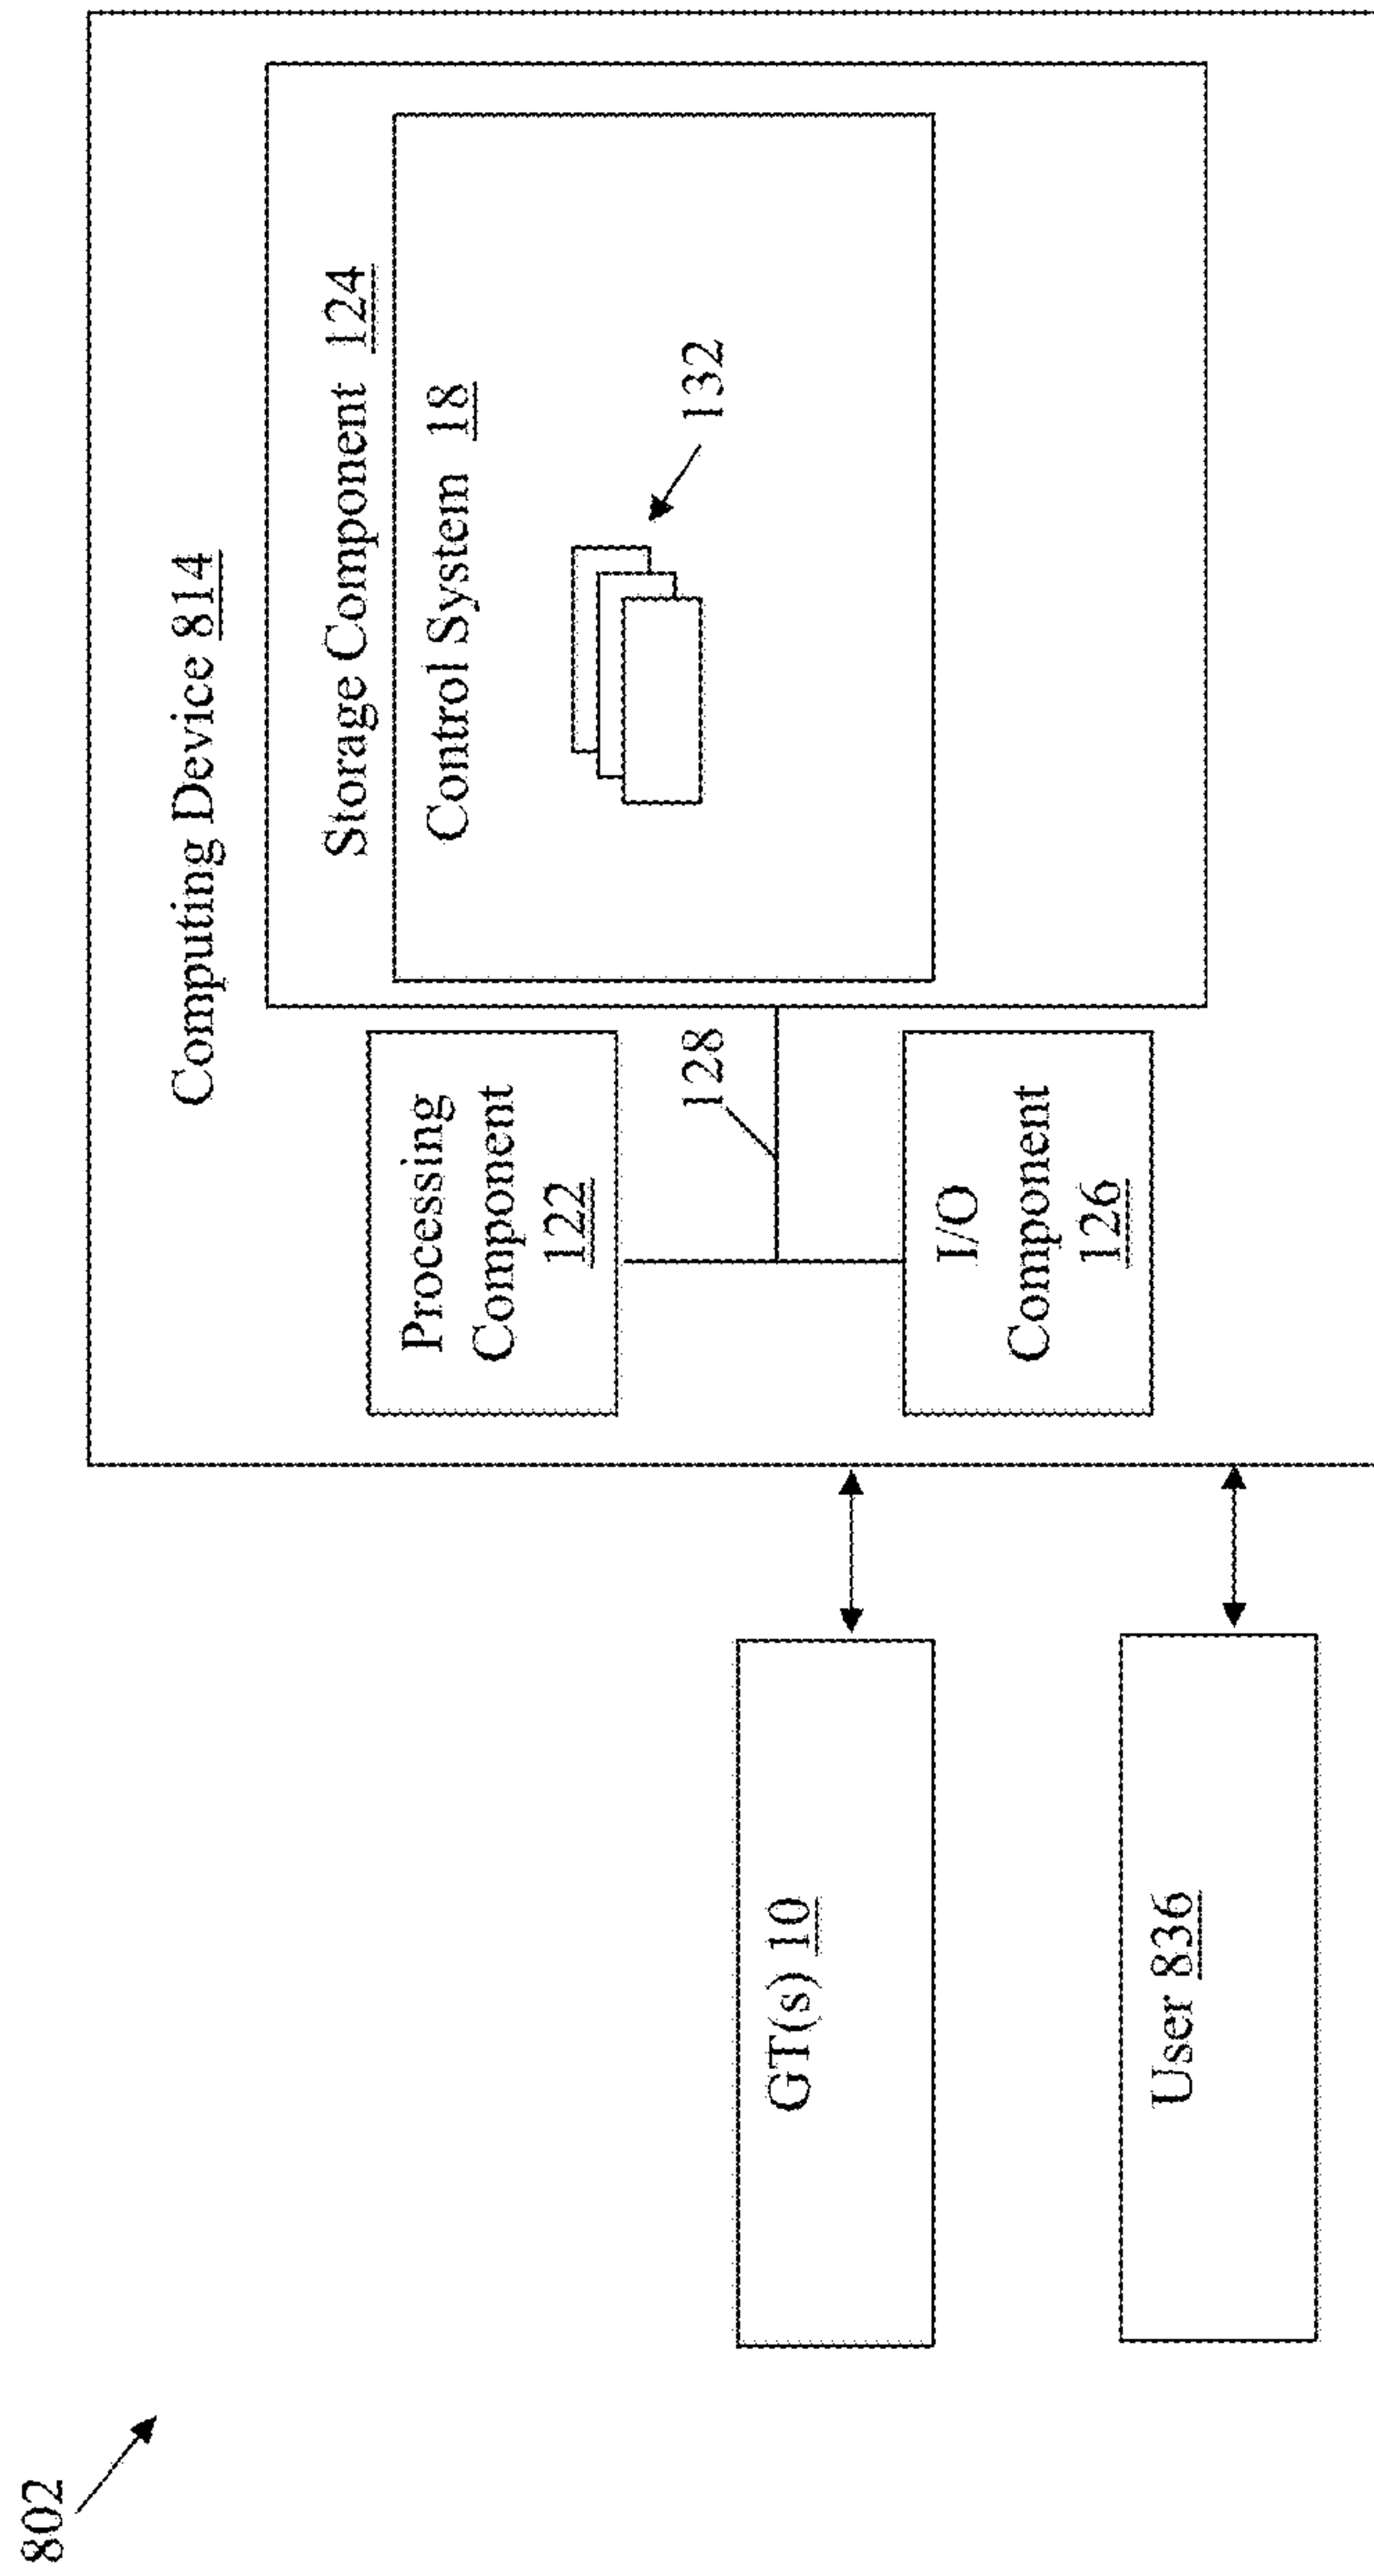 802
Computing Device 814
Storage Component 124
Control System 18
132
Processing
Component
122
128
I/O
Component
126
GT(s) 10
User 836